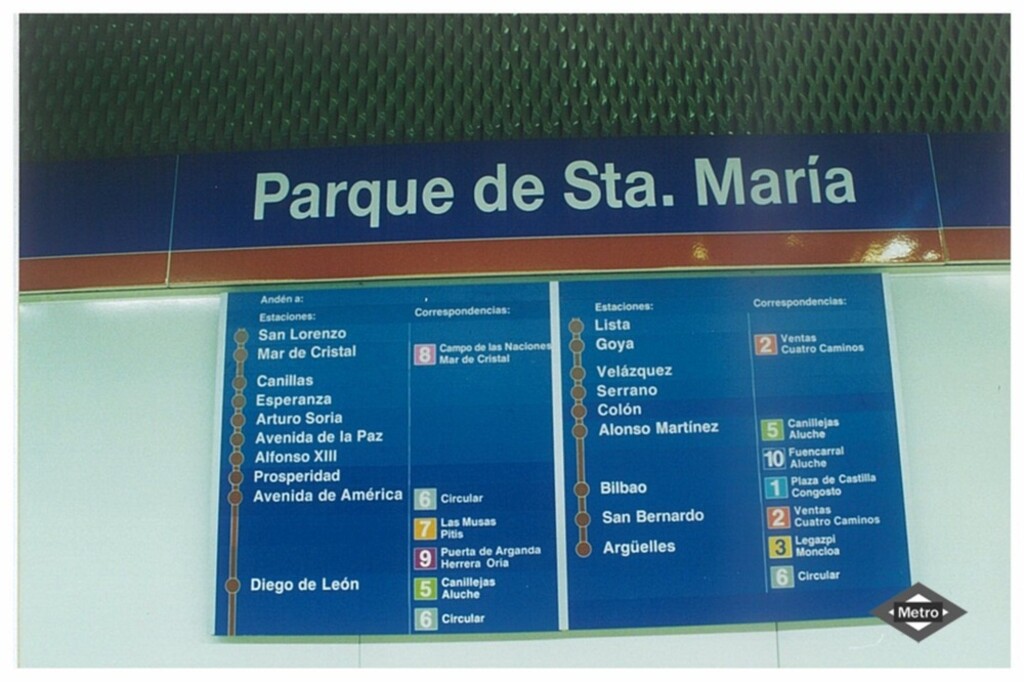 Parque de Sta. María
Andén a:
Estaciones:
Correspondencias:
San Lorenzo
Mar de Cristal
8 Campo de las Naciones
Mar de Cristal
Canillas
Esperanza
Arturo Soria
Avenida de la Paz
Alfonso XIII
Prosperidad
Avenida de América
6 Circular
7 Las Musas
Pitis
9 Puerta de Arganda
Herrera Oria
Diego de León
5 Canillejas
Aluche
6 Circular
Estaciones:
Correspondencias:
Lista
Goya
2 Ventas
Cuatro Caminos
Velázquez
Serrano
Colón
Alonso Martínez
5 Canillejas
Aluche
10 Fuencarral
Aluche
Bilbao
1 Plaza de Castilla
Congosto
San Bernardo
2 Ventas
Cuatro Caminos
Argüelles
3 Legazpi
Moncloa
6 Circular
Metro